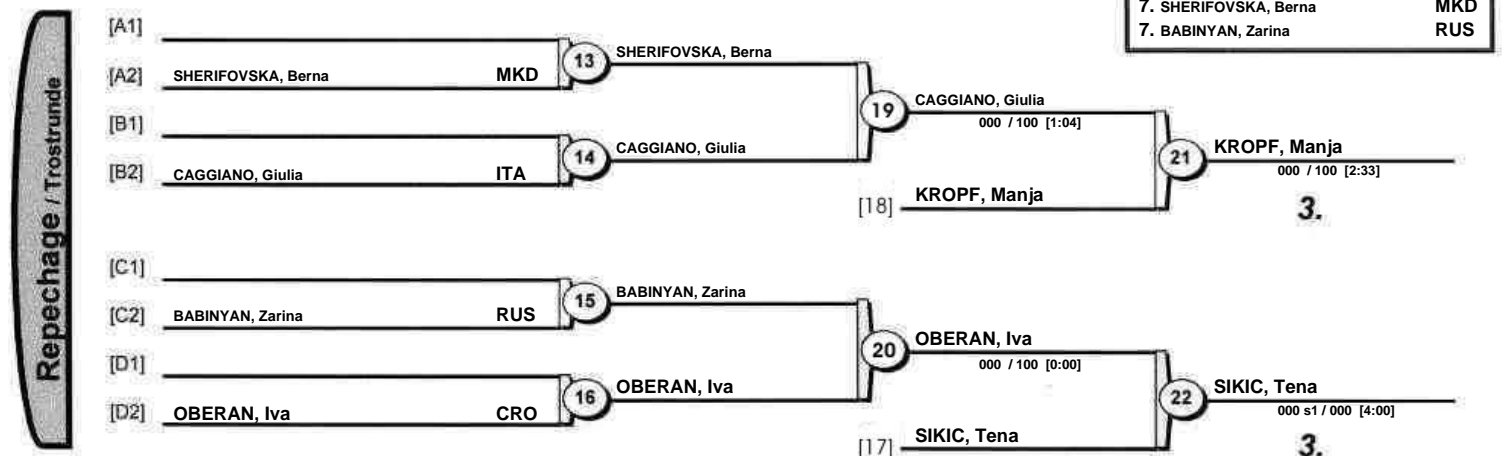 7. SHERIFOVSKA, Berna MKD
7. BABINYAN, Zarina RUS
Repechage / Trostrunde
[A1]
[A2] SHERIFOVSKA, Berna MKD
13 SHERIFOVSKA, Berna
[B1]
[B2] CAGGIANO, Giulia ITA
14 CAGGIANO, Giulia
19 CAGGIANO, Giulia
000 / 100 [1:04]
[18] KROPF, Manja
21 KROPF, Manja
000 / 100 [2:33]
3.
[C1]
[C2] BABINYAN, Zarina RUS
15 BABINYAN, Zarina
[D1]
[D2] OBERAN, Iva CRO
16 OBERAN, Iva
20 OBERAN, Iva
000 / 100 [0:00]
[17] SIKIC, Tena
22 SIKIC, Tena
000 s1 / 000 [4:00]
3.